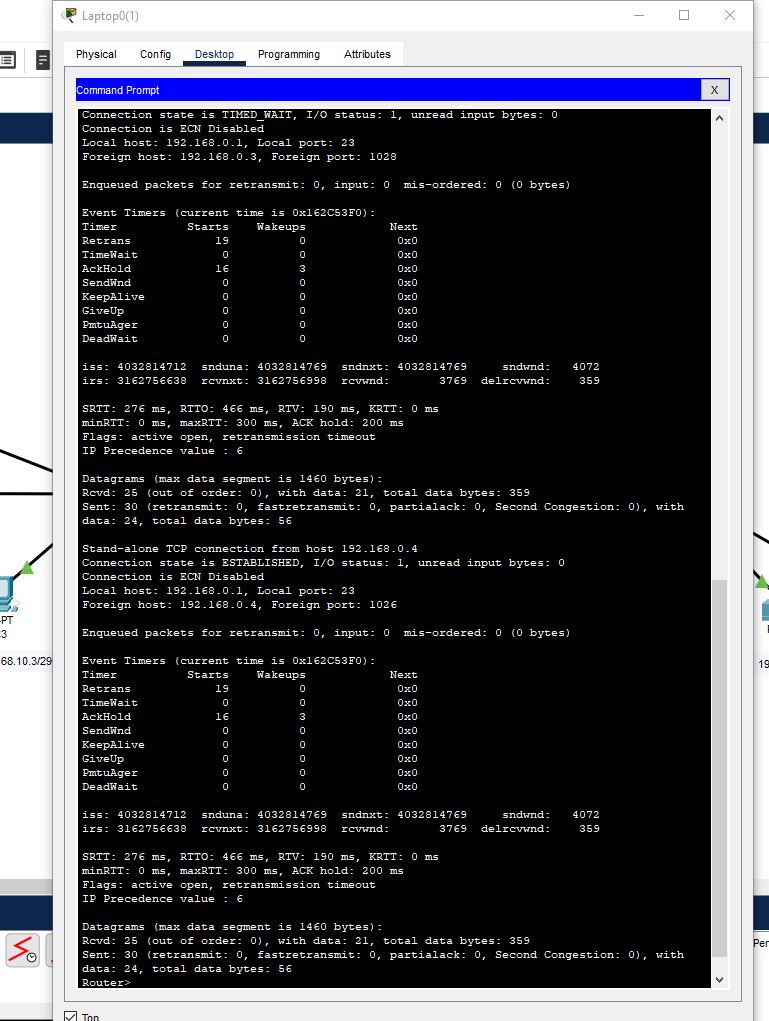 Laptop0(1)
Physical Config Desktop Programming Attributes
Command Prompt X
Connection state is TIMED_WAIT, I/O status: 1, unread input bytes: 0
Connection is ECN Disabled
Local host: 192.168.0.1, Local port: 23
Foreign host: 192.168.0.3, Foreign port: 1028
Enqueued packets for retransmit: 0, input: 0 mis-ordered: 0 (0 bytes)
Event Timers (current time is 0x162C53F0):
Timer Starts Wakeups Next
Retrans 19 0 0x0
TimeWait 0 0 0x0
AckHold 16 3 0x0
SendWnd 0 0 0x0
KeepAlive 0 0 0x0
GiveUp 0 0 0x0
PmtuAger 0 0 0x0
DeadWait 0 0 0x0
iss: 4032814712 snduna: 4032814769 sndnxt: 4032814769 sndwnd: 4072
irs: 3162756638 rcvnxt: 3162756998 rcvwnd: 3769 delrcvwnd: 359
SRTT: 276 ms, RTTO: 466 ms, RTV: 190 ms, KRTT: 0 ms
minRTT: 0 ms, maxRTT: 300 ms, ACK hold: 200 ms
Flags: active open, retransmission timeout
IP Precedence value : 6
Datagrams (max data segment is 1460 bytes):
Rcvd: 25 (out of order: 0), with data: 21, total data bytes: 359
Sent: 30 (retransmit: 0, fastretransmit: 0, partialack: 0, Second Congestion: 0), with
data: 24, total data bytes: 56
Stand-alone TCP connection from host 192.168.0.4
Connection state is ESTABLISHED, I/O status: 1, unread input bytes: 0
Connection is ECN Disabled
Local host: 192.168.0.1, Local port: 23
Foreign host: 192.168.0.4, Foreign port: 1026
Enqueued packets for retransmit: 0, input: 0 mis-ordered: 0 (0 bytes)
Event Timers (current time is 0x162C53F0):
Timer Starts Wakeups Next
Retrans 19 0 0x0
TimeWait 0 0 0x0
AckHold 16 3 0x0
SendWnd 0 0 0x0
KeepAlive 0 0 0x0
GiveUp 0 0 0x0
PmtuAger 0 0 0x0
DeadWait 0 0 0x0
iss: 4032814712 snduna: 4032814769 sndnxt: 4032814769 sndwnd: 4072
irs: 3162756638 rcvnxt: 3162756998 rcvwnd: 3769 delrcvwnd: 359
SRTT: 276 ms, RTTO: 466 ms, RTV: 190 ms, KRTT: 0 ms
minRTT: 0 ms, maxRTT: 300 ms, ACK hold: 200 ms
Flags: active open, retransmission timeout
IP Precedence value : 6
Datagrams (max data segment is 1460 bytes):
Rcvd: 25 (out of order: 0), with data: 21, total data bytes: 359
Sent: 30 (retransmit: 0, fastretransmit: 0, partialack: 0, Second Congestion: 0), with
data: 24, total data bytes: 56
Router>
Top
-PT
68.10.3/29
19
Per